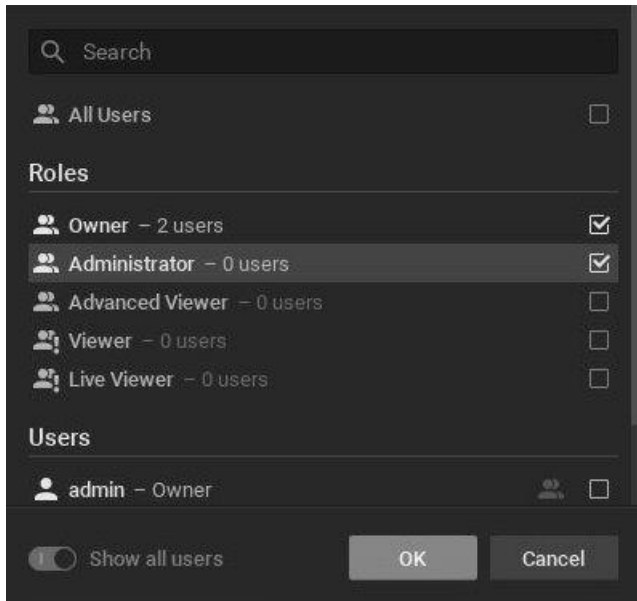 Search
All Users
Roles
Owner – 2 users
Administrator – 0 users
Advanced Viewer – 0 users
Viewer – 0 users
Live Viewer – 0 users
Users
admin – Owner
Show all users
OK
Cancel